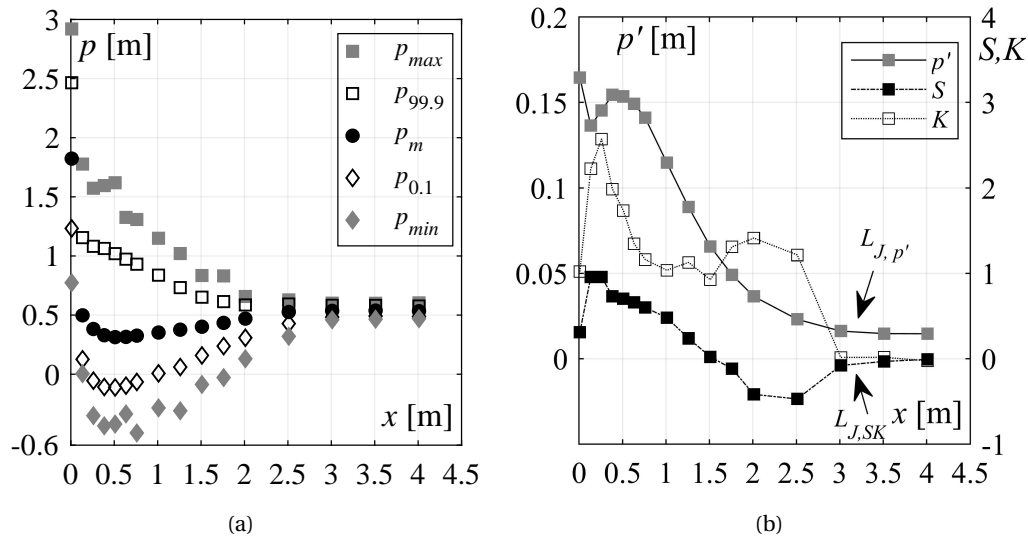 3
2.5
2
1.5
1
0.5
0
-0.6
p [m]
p_max
p_99.9
p_m
p_0.1
p_min
x [m]
0 0.5 1 1.5 2 2.5 3 3.5 4 4.5
(a)
0.2
0.15
0.1
0.05
0
-0.1
p′ [m]
4
3
2
1
0
-1
S,K
p′
S
K
L_J, p′
L_J,SK
x [m]
0 0.5 1 1.5 2 2.5 3 3.5 4 4.5
(b)